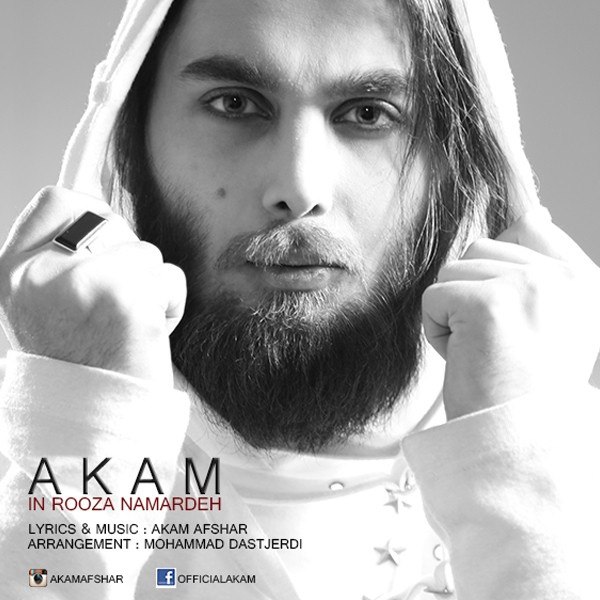 AKAM
IN ROOZA NAMARDEH
LYRICS & MUSIC : AKAM AFSHAR
ARRANGEMENT : MOHAMMAD DASTJERDI
AKAMAFSHAR OFFICIALAKAM